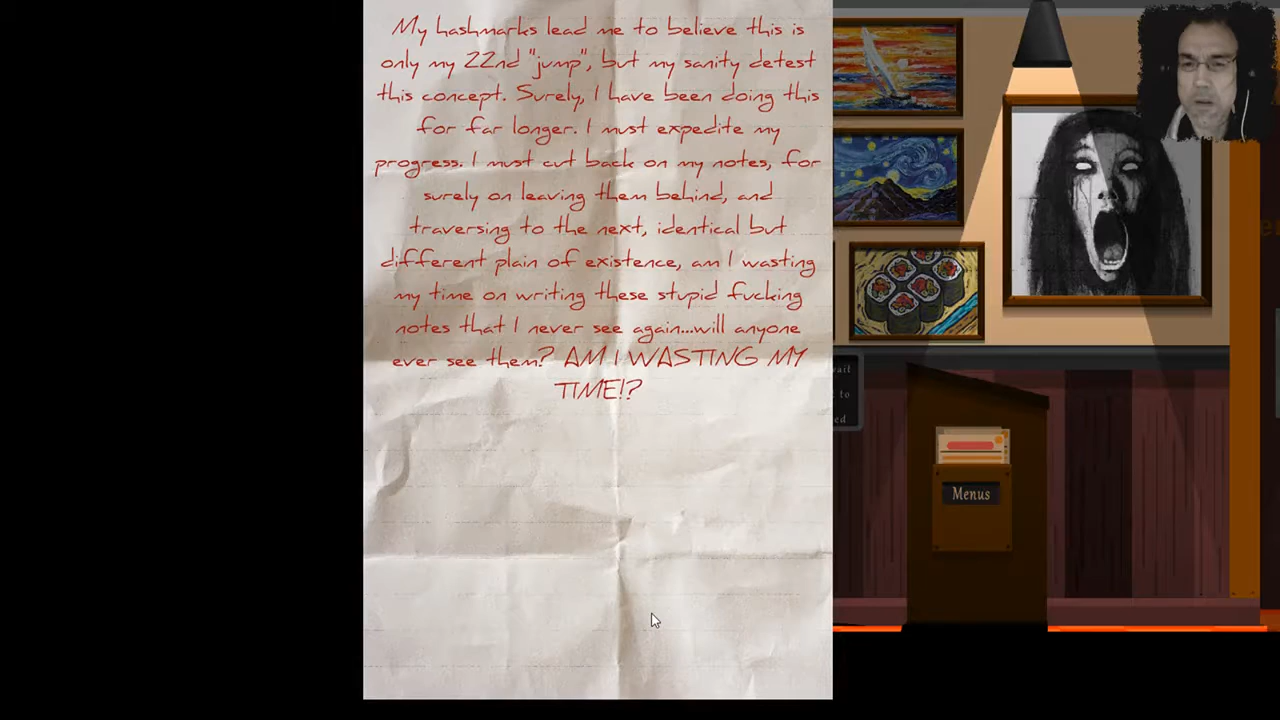 My hashmarks lead me to believe this is
only my 22nd "jump", but my sanity detest
this concept. Surely, I have been doing this
for far longer. I must expedite my
progress. I must cut back on my notes, for
surely on leaving them behind, and
traversing to the next, identical but
different plain of existence, am I wasting
my time on writing these stupid fucking
notes that I never see again...will anyone
ever see them? AM I WASTING MY
TIME!?
to
Menus